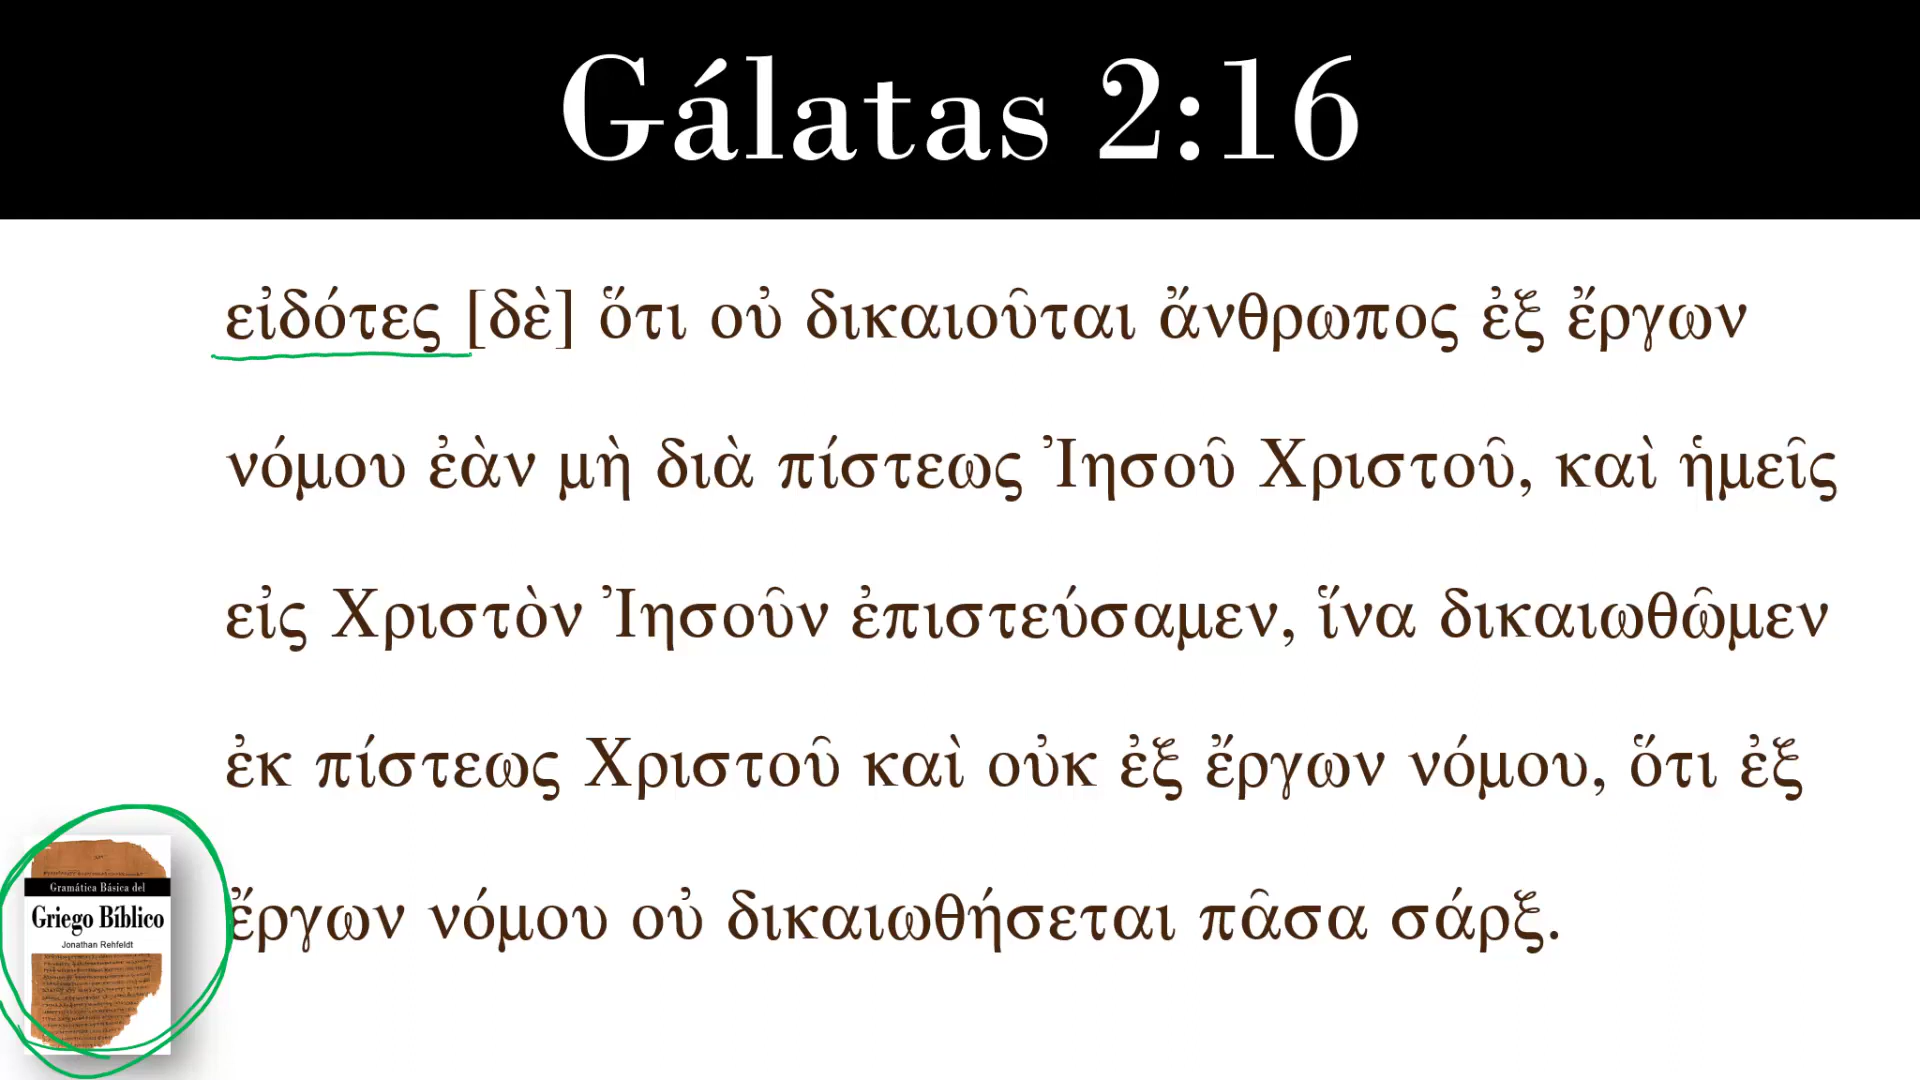 Gálatas 2:16
εἰδότες [δὲ] ὅτι οὐ δικαιοῦται ἄνθρωπος ἐξ ἔργων
νόμου ἐὰν μὴ διὰ πίστεως Ἰησοῦ Χριστοῦ, καὶ ἡμεῖς
εἰς Χριστὸν Ἰησοῦν ἐπιστεύσαμεν, ἵνα δικαιωθῶμεν
ἐκ πίστεως Χριστοῦ καὶ οὐκ ἐξ ἔργων νόμου, ὅτι ἐξ
ἔργων νόμου οὐ δικαιωθήσεται πᾶσα σάρξ.
Gramática Básica del
Griego Bíblico
Jonathan Rehfeldt